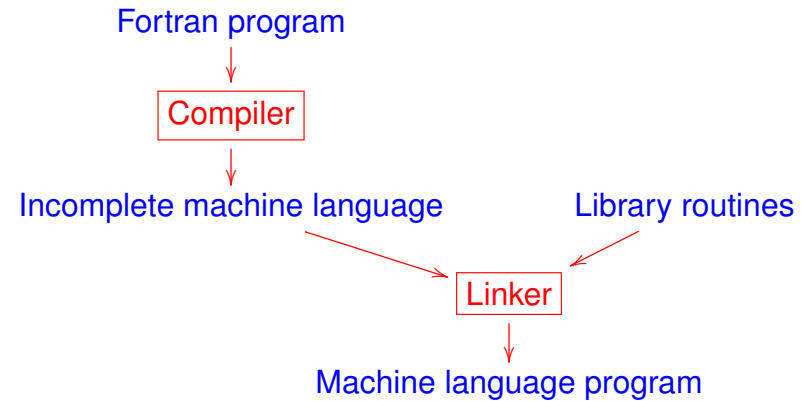 Fortran program
Compiler
Incomplete machine language
Library routines
Linker
Machine language program